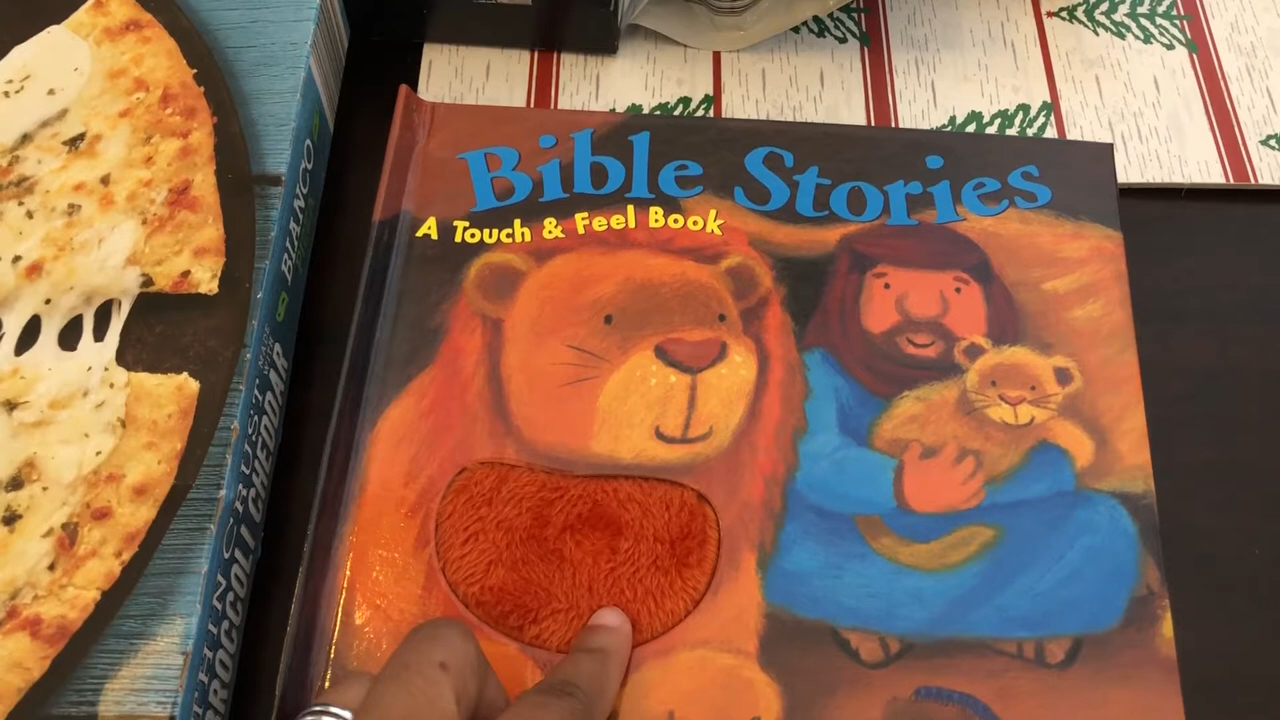 Bible Stories
A Touch & Feel Book
BIANCO
THIN CRUST
BROCCOLI CHEDDAR